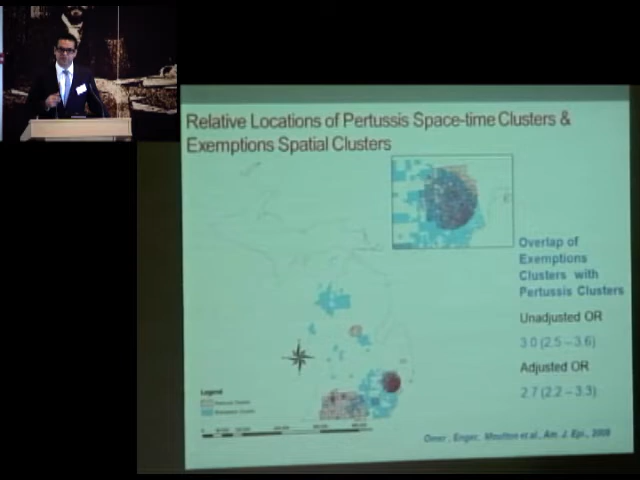 Relative Locations of Pertussis Space-time Clusters &
Exemptions Spatial Clusters
Overlap of
Exemptions
Clusters with
Pertussis Clusters
Unadjusted OR
3.0 (2.5 – 3.6)
Adjusted OR
2.7 (2.2 – 3.3)
Legend
Omer, Enger, Moulton et al., Am. J. Epi., 2008